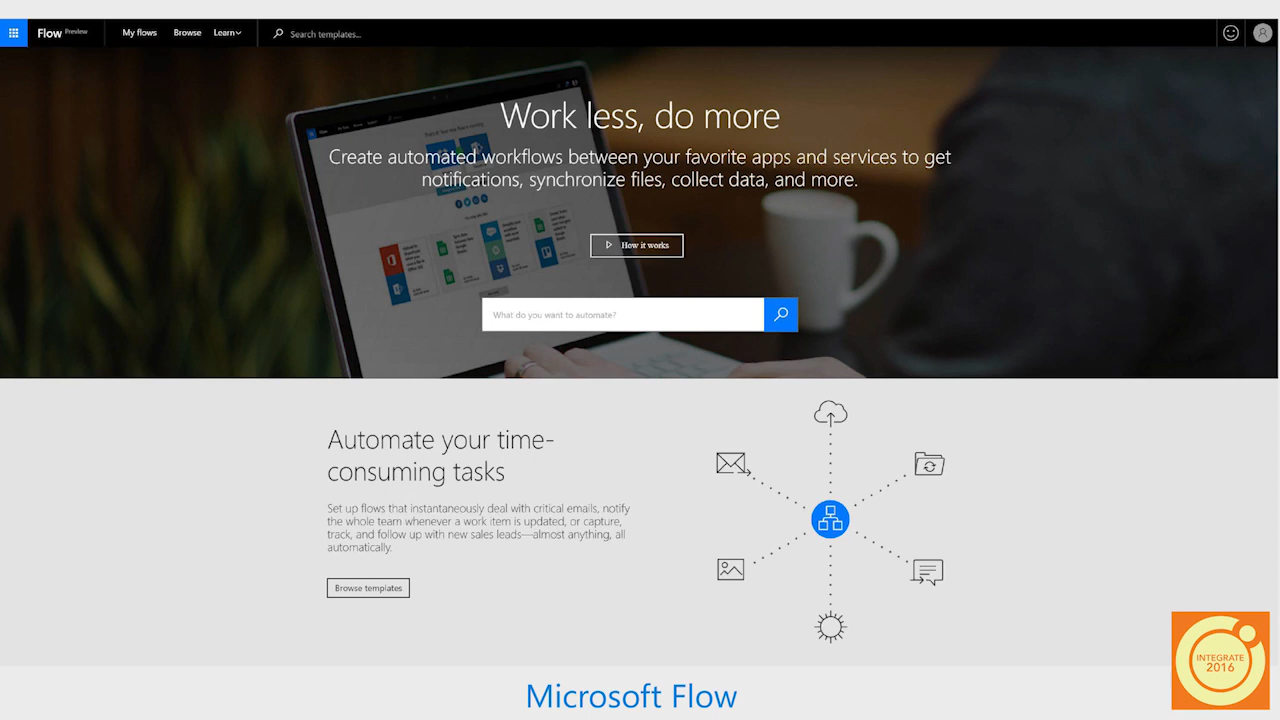 Flow Preview My flows Browse Learn Search templates...
Work less, do more
Create automated workflows between your favorite apps and services to get
notifications, synchronize files, collect data, and more.
How it works
What do you want to automate?
Automate your time-
consuming tasks
Set up flows that instantaneously deal with critical emails, notify
the whole team whenever a work item is updated, or capture,
track, and follow up with new sales leads—almost anything, all
automatically.
Browse templates
INTEGRATE
2016
Microsoft Flow